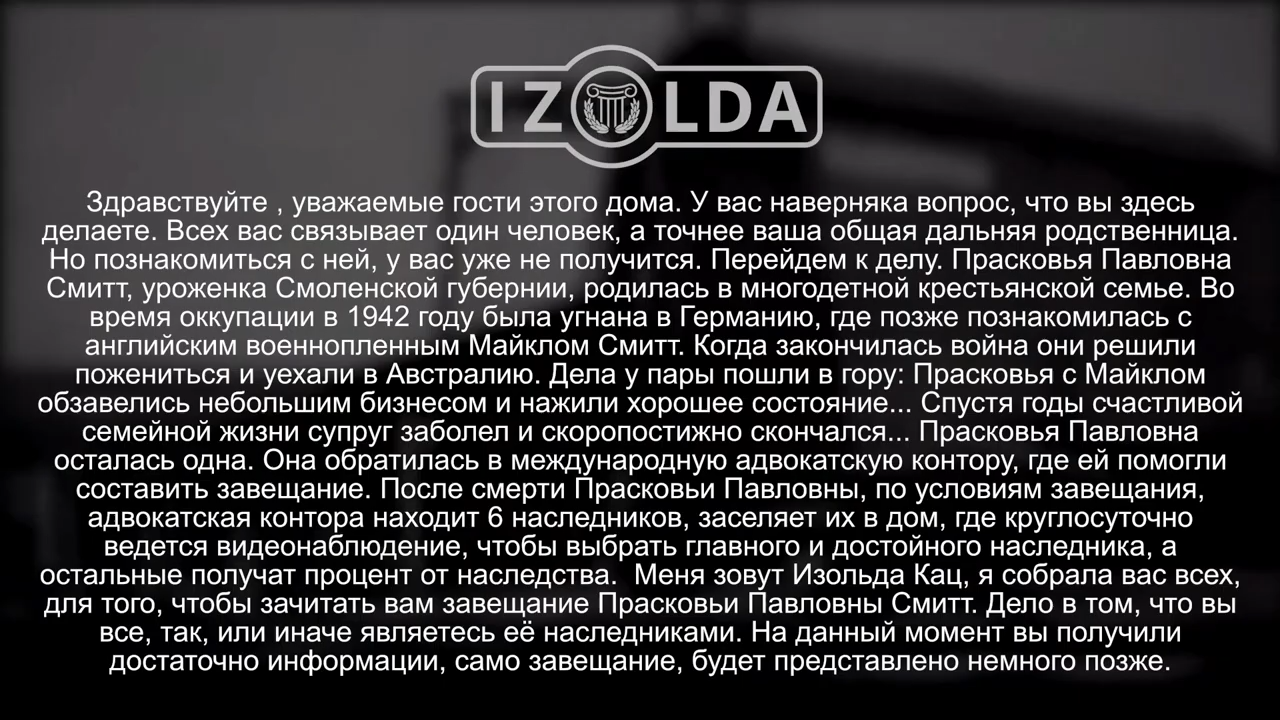 IZOLDA
Здравствуйте , уважаемые гости этого дома. У вас наверняка вопрос, что вы здесь
делаете. Всех вас связывает один человек, а точнее ваша общая дальняя родственница.
Но познакомиться с ней, у вас уже не получится. Перейдем к делу. Прасковья Павловна
Смитт, уроженка Смоленской губернии, родилась в многодетной крестьянской семье. Во
время оккупации в 1942 году была угнана в Германию, где позже познакомилась с
английским военнопленным Майклом Смитт. Когда закончилась война они решили
пожениться и уехали в Австралию. Дела у пары пошли в гору: Прасковья с Майклом
обзавелись небольшим бизнесом и нажили хорошее состояние... Спустя годы счастливой
семейной жизни супруг заболел и скоропостижно скончался... Прасковья Павловна
осталась одна. Она обратилась в международную адвокатскую контору, где ей помогли
составить завещание. После смерти Прасковьи Павловны, по условиям завещания,
адвокатская контора находит 6 наследников, заселяет их в дом, где круглосуточно
ведется видеонаблюдение, чтобы выбрать главного и достойного наследника, а
остальные получат процент от наследства.  Меня зовут Изольда Кац, я собрала вас всех,
для того, чтобы зачитать вам завещание Прасковьи Павловны Смитт. Дело в том, что вы
все, так, или иначе являетесь её наследниками. На данный момент вы получили
достаточно информации, само завещание, будет представлено немного позже.